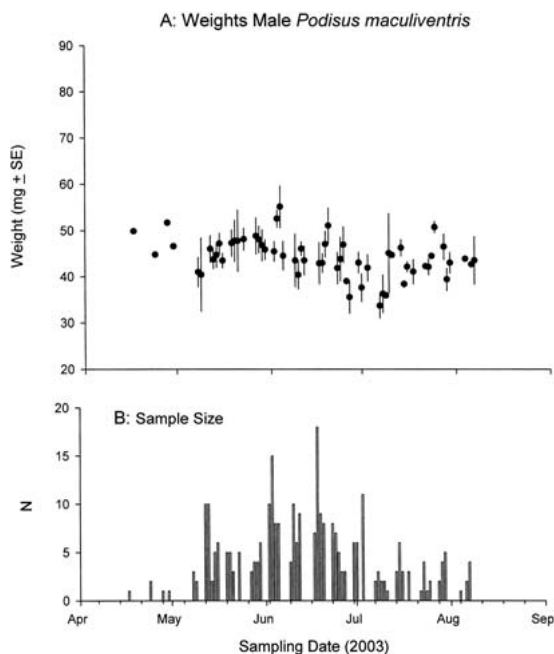 A: Weights Male Podisus maculiventris
90
80
70
60
50
40
30
20
Weight (mg ± SE)
B: Sample Size
20
15
10
5
0
N
Apr May Jun Jul Aug Sep
Sampling Date (2003)